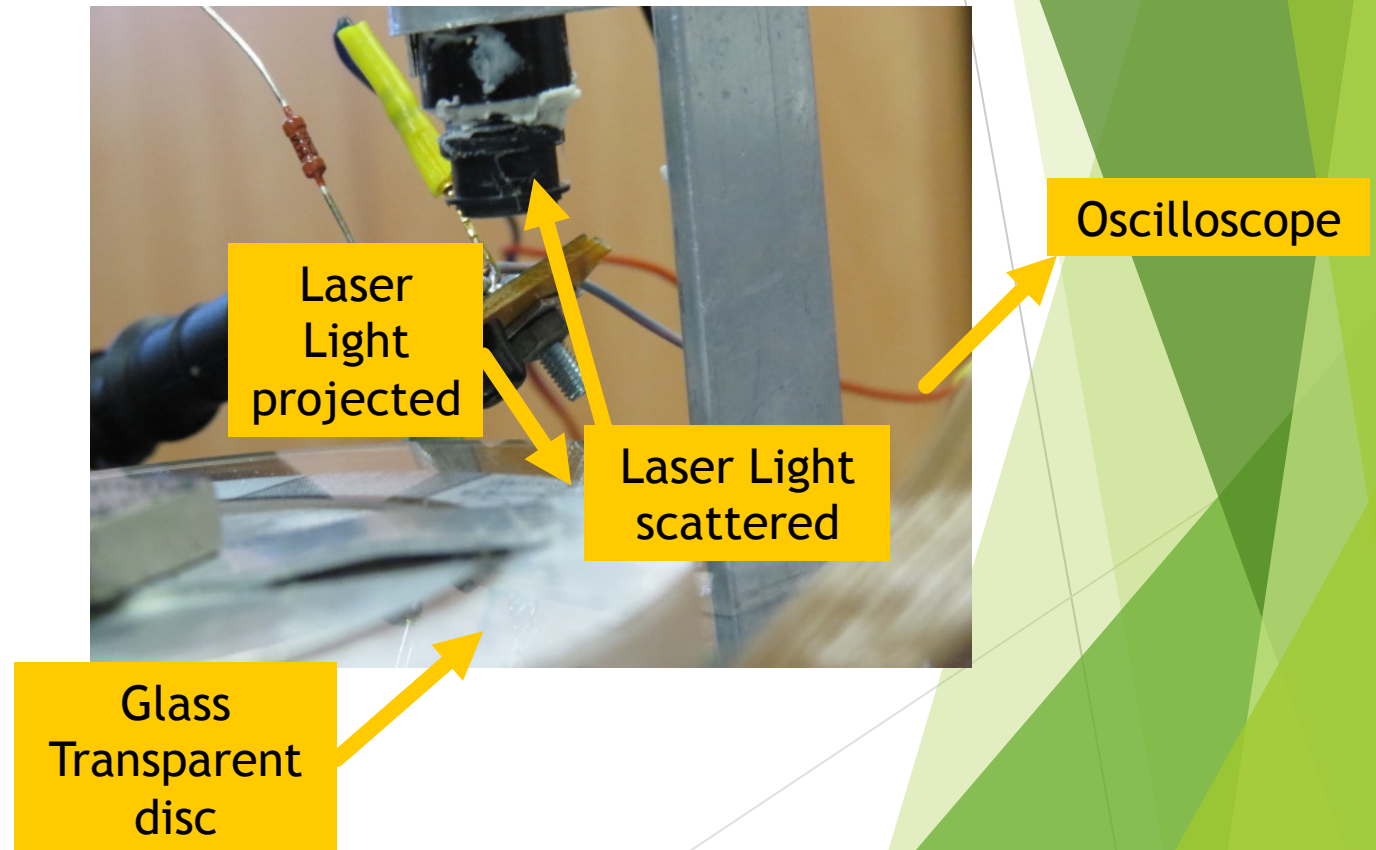 Oscilloscope
Laser
Light
projected
Laser Light
scattered
Glass
Transparent
disc